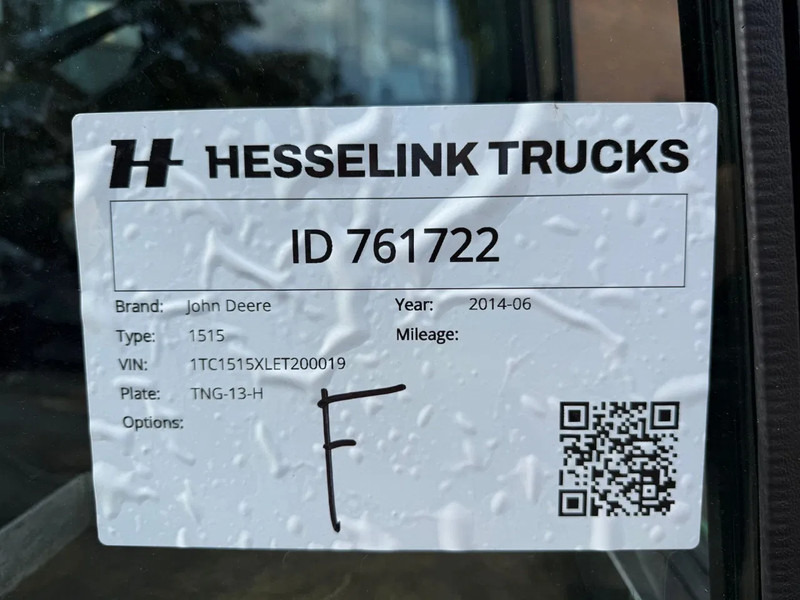 H HESSELINK TRUCKS
ID 761722
Brand: John Deere Year: 2014-06
Type: 1515 Mileage:
VIN: 1TC1515XLET200019
Plate: TNG-13-H
Options:
F